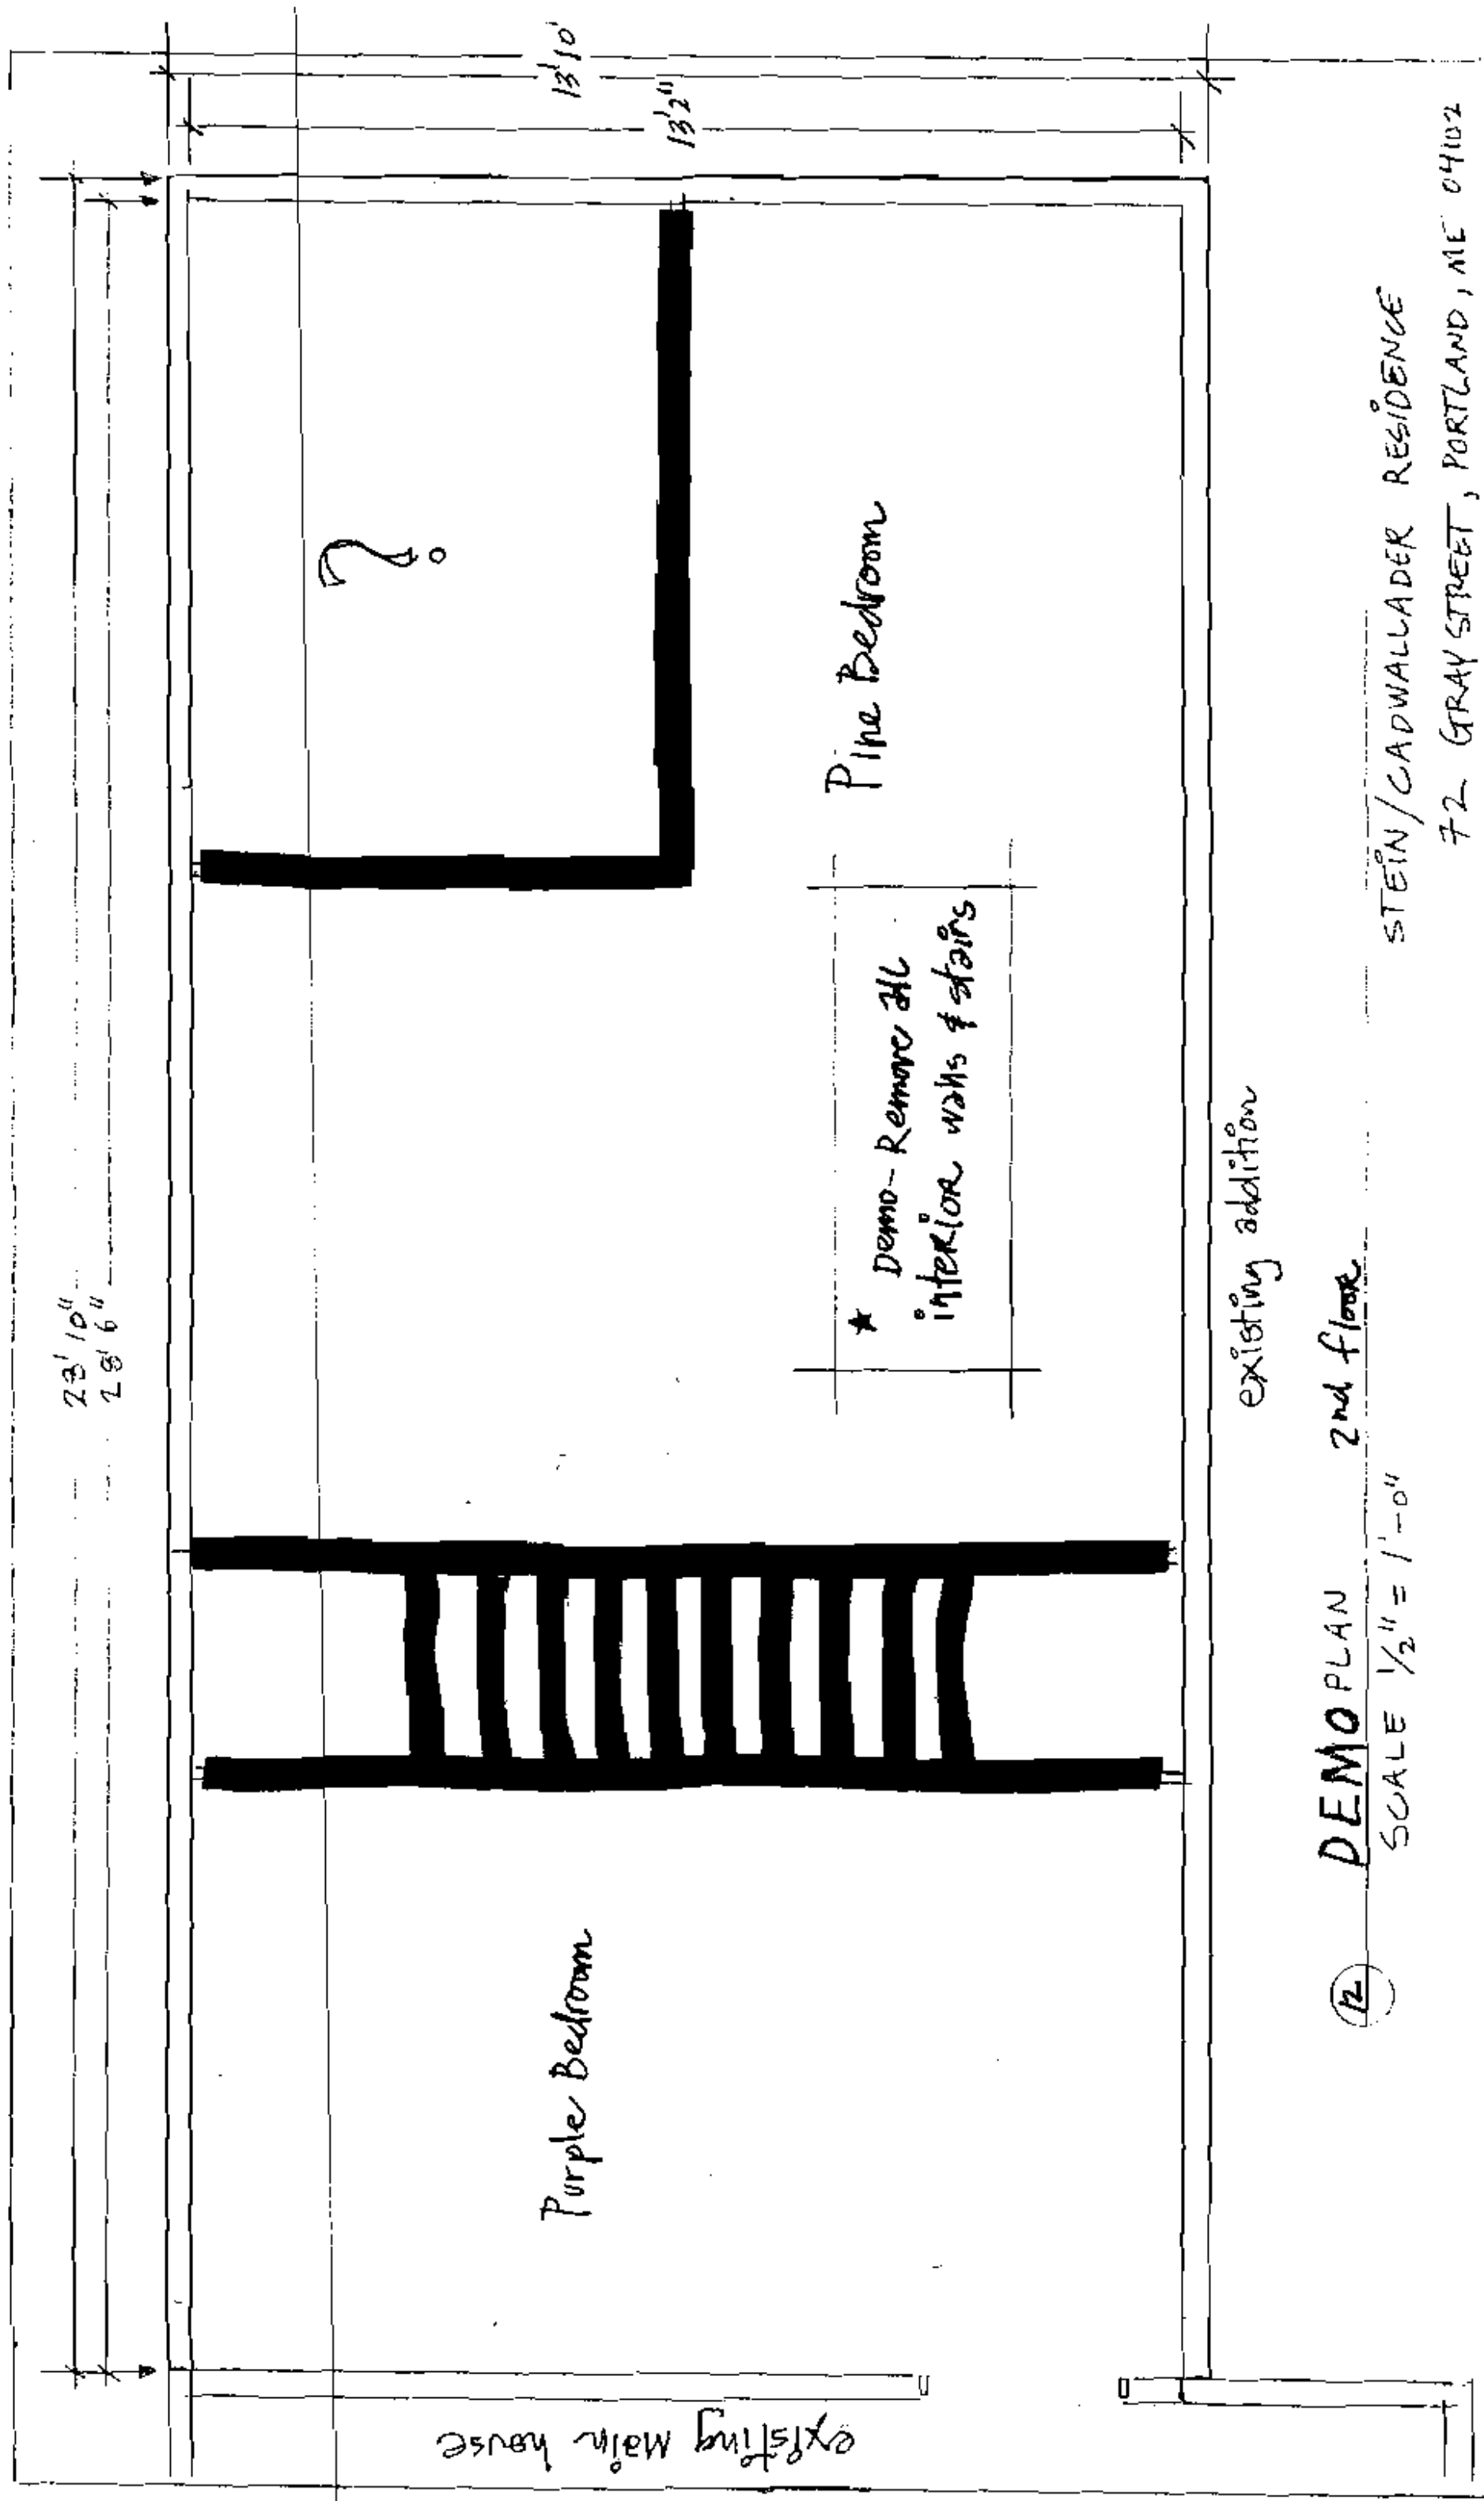 23' 10"
28' 6"
13'10'
13'2"
?
Pine Bedroom
★ Demo-Remove all
interior walls & stairs
Purple Bedroom
existing main house
existing addition
12
DEMO PLAN 2nd floor
SCALE 1/2" = 1'-0"
STEIN/CADWALLADER RESIDENCE
72 GRAY STREET, PORTLAND, ME 04102